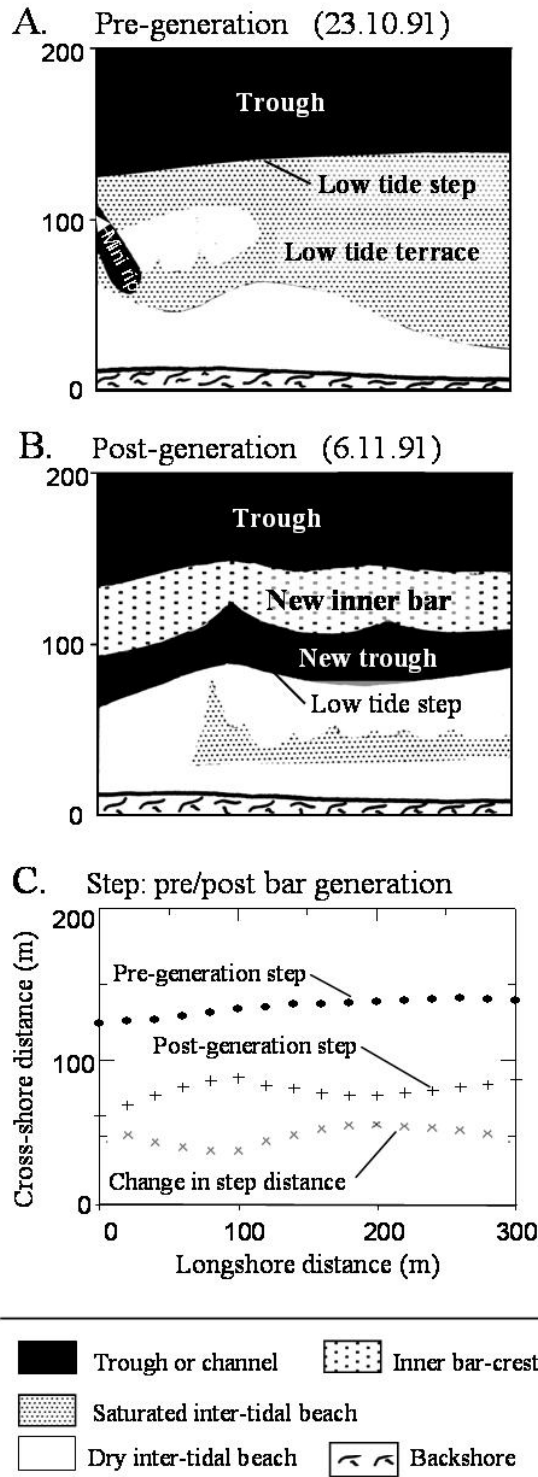 A. Pre-generation (23.10.91)
200
Trough
Low tide step
100
Mini rip
Low tide terrace
0
B. Post-generation (6.11.91)
200
Trough
New inner bar
100
New trough
Low tide step
0
C. Step: pre/post bar generation
200
Pre-generation step
Post-generation step
100
Change in step distance
0
Cross-shore distance (m)
0 100 200 300
Longshore distance (m)
Trough or channel
Inner bar-crest
Saturated inter-tidal beach
Dry inter-tidal beach
Backshore